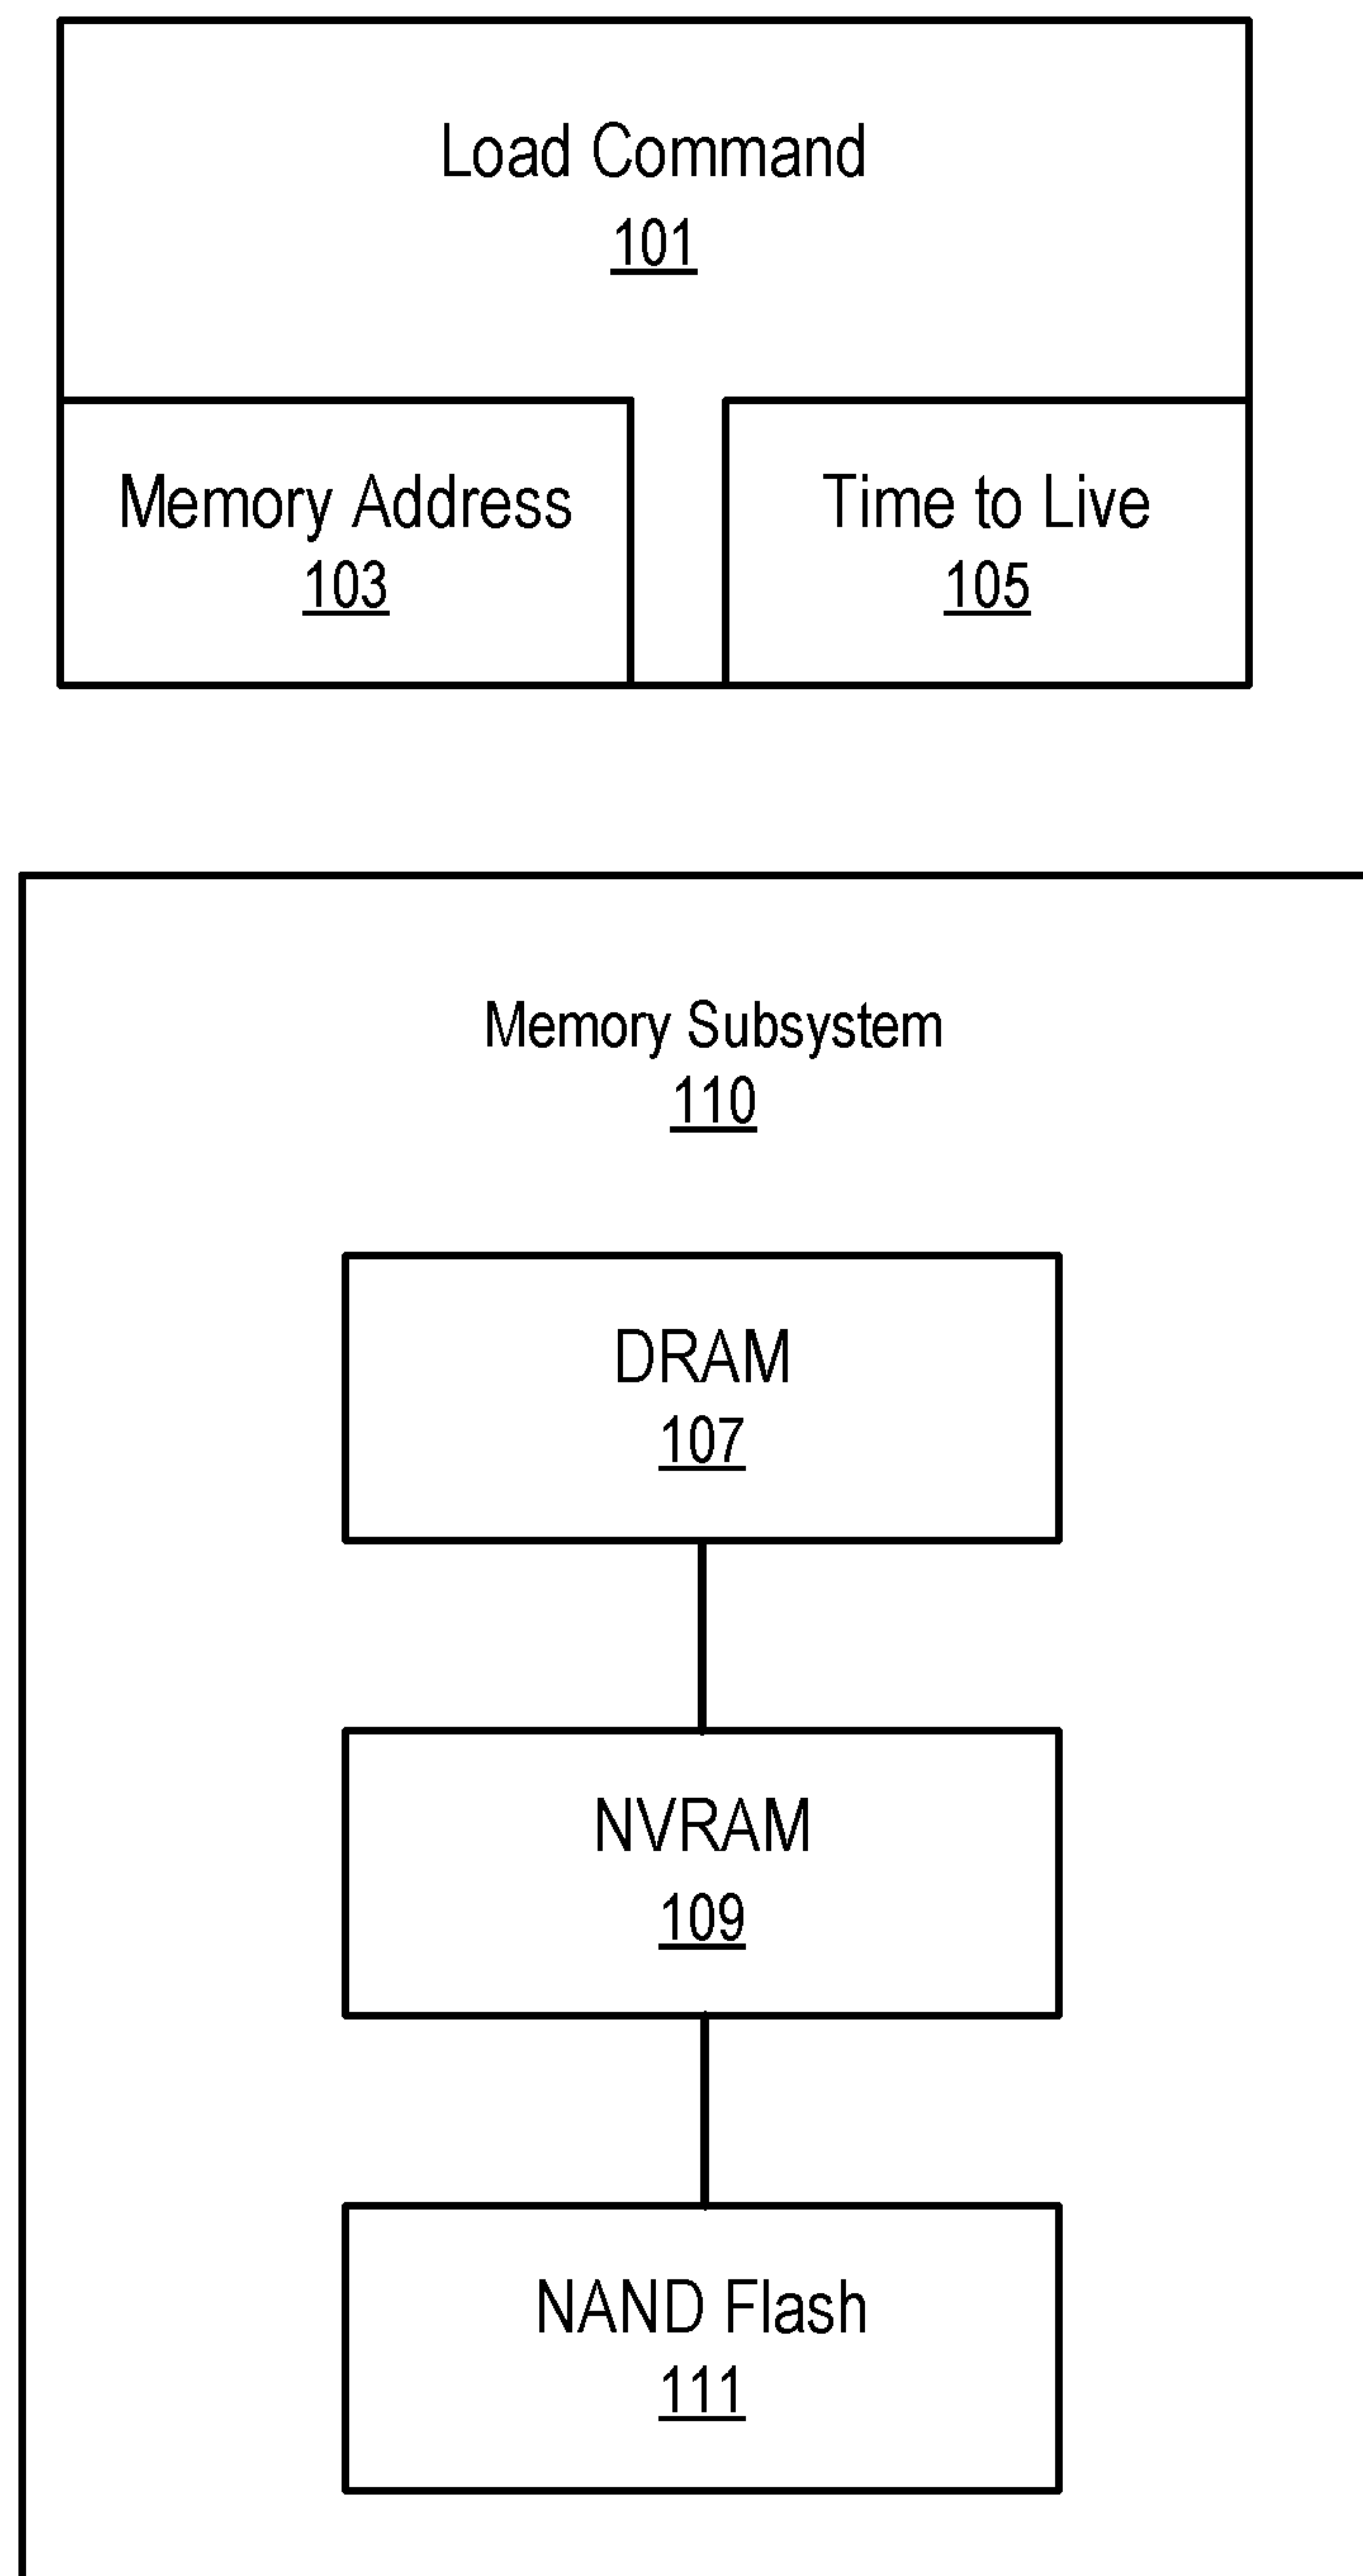 Load Command
101
Memory Address
103
Time to Live
105
Memory Subsystem
110
DRAM
107
NVRAM
109
NAND Flash
111